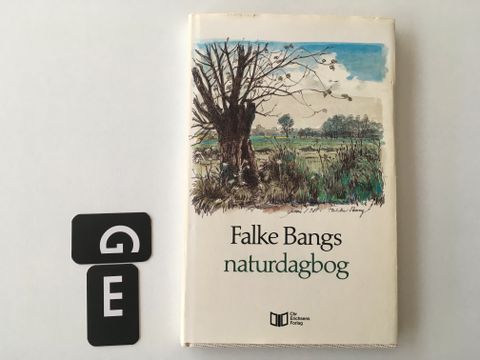 Falke Bangs
naturdagbog
Chr
Erichsens
Forlag
G
E